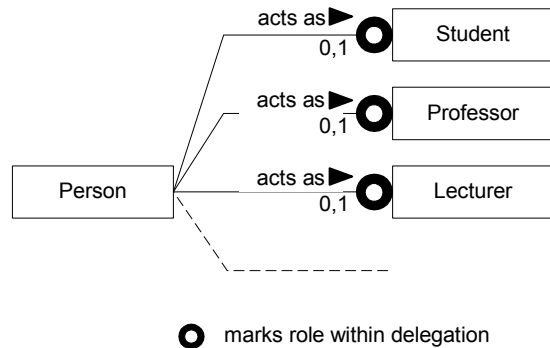 acts as
0,1
Student
acts as
0,1
Professor
Person
acts as
0,1
Lecturer
marks role within delegation